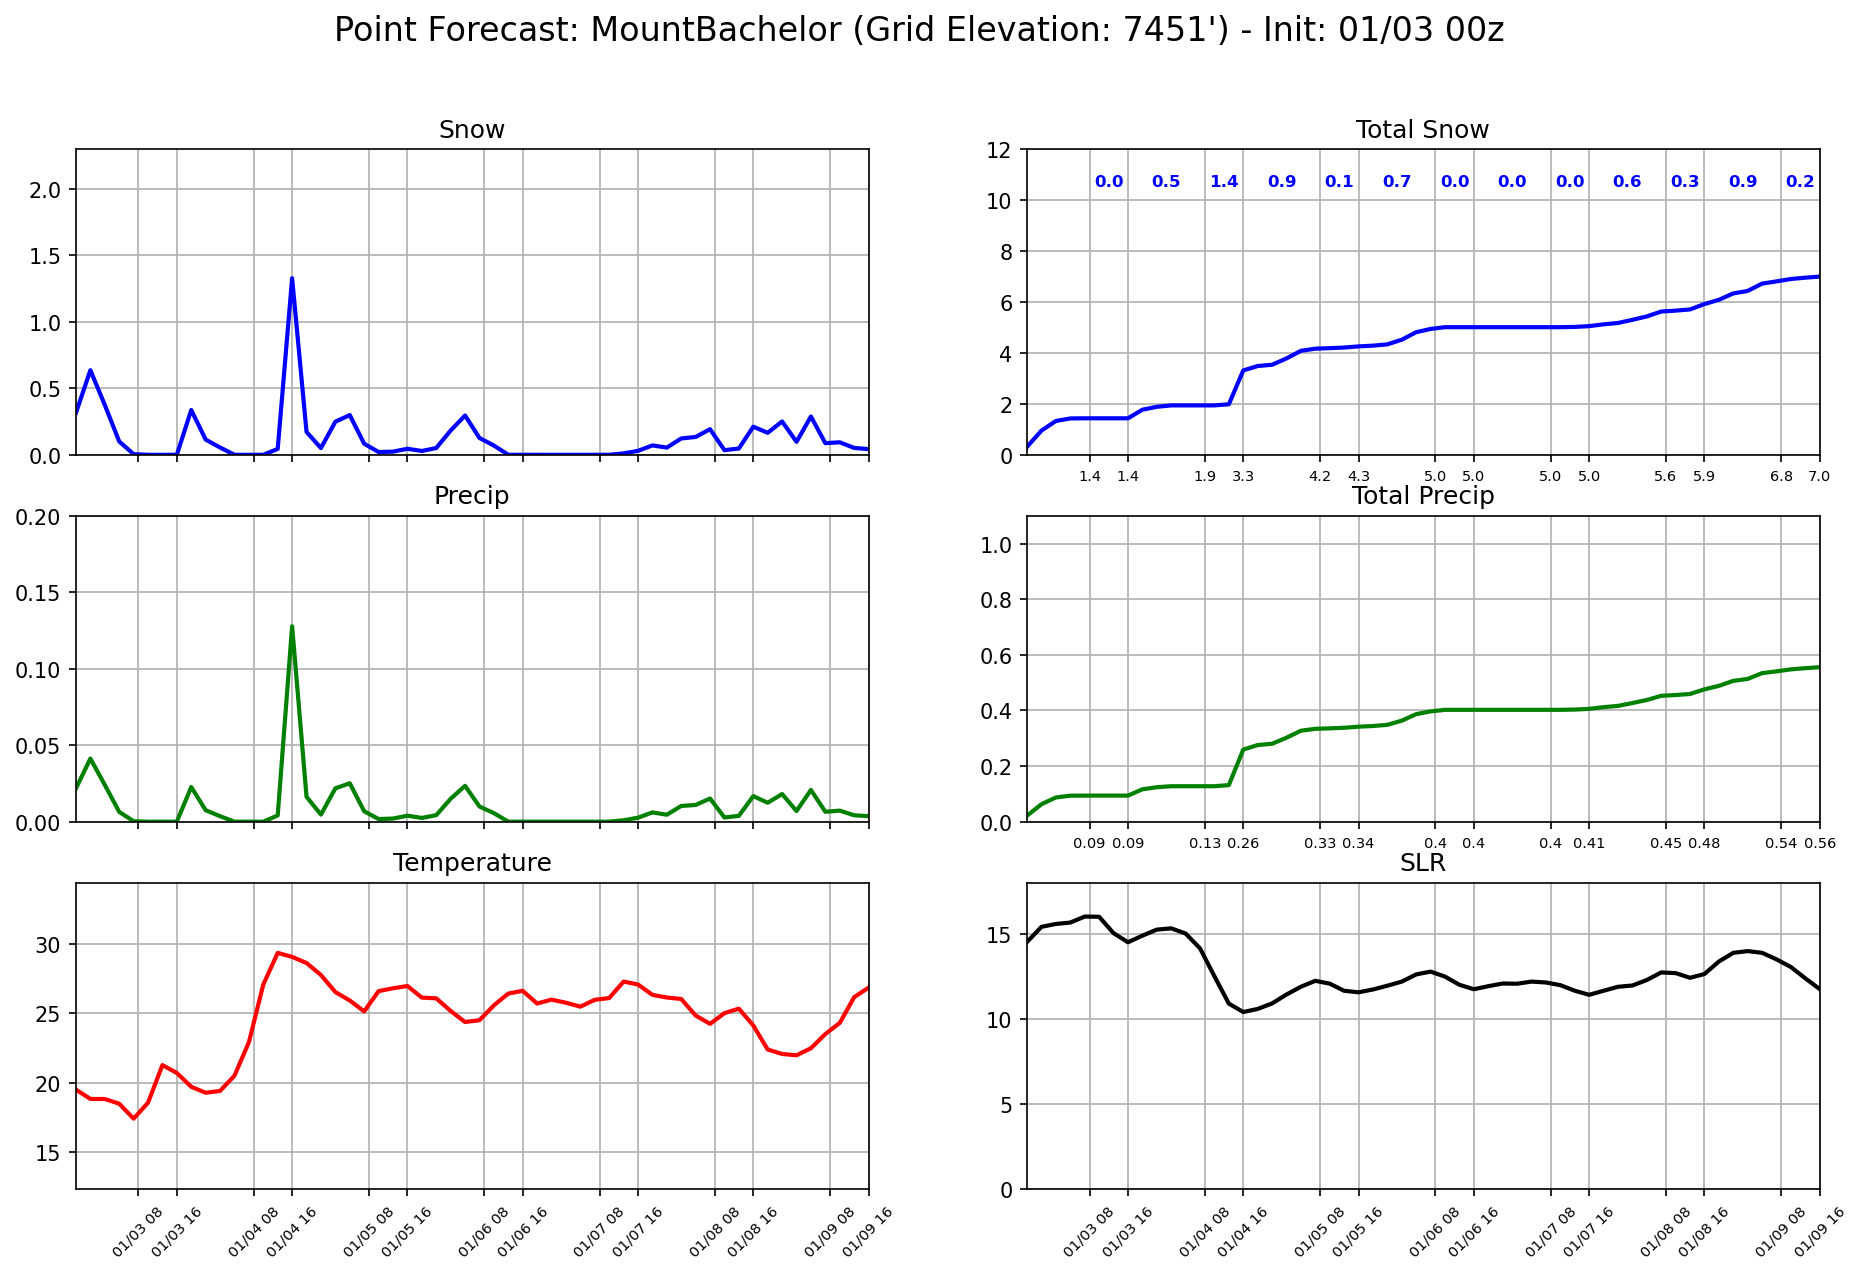 Point Forecast: MountBachelor (Grid Elevation: 7451') - Init: 01/03 00z
Snow
2.0
1.5
1.0
0.5
0.0
Total Snow
12
10
8
6
4
2
0
0.0 0.5 1.4 0.9 0.1 0.7 0.0 0.0 0.0 0.6 0.3 0.9 0.2
1.4 1.4 1.9 3.3 4.2 4.3 5.0 5.0 5.0 5.0 5.6 5.9 6.8 7.0
Precip
0.20
0.15
0.10
0.05
0.00
Total Precip
1.0
0.8
0.6
0.4
0.2
0.0
0.09 0.09 0.13 0.26 0.33 0.34 0.4 0.4 0.4 0.41 0.45 0.48 0.54 0.56
Temperature
30
25
20
15
01/03 08 01/03 16 01/04 08 01/04 16 01/05 08 01/05 16 01/06 08 01/06 16 01/07 08 01/07 16 01/08 08 01/08 16 01/09 08 01/09 16
SLR
15
10
5
0
01/03 08 01/03 16 01/04 08 01/04 16 01/05 08 01/05 16 01/06 08 01/06 16 01/07 08 01/07 16 01/08 08 01/08 16 01/09 08 01/09 16